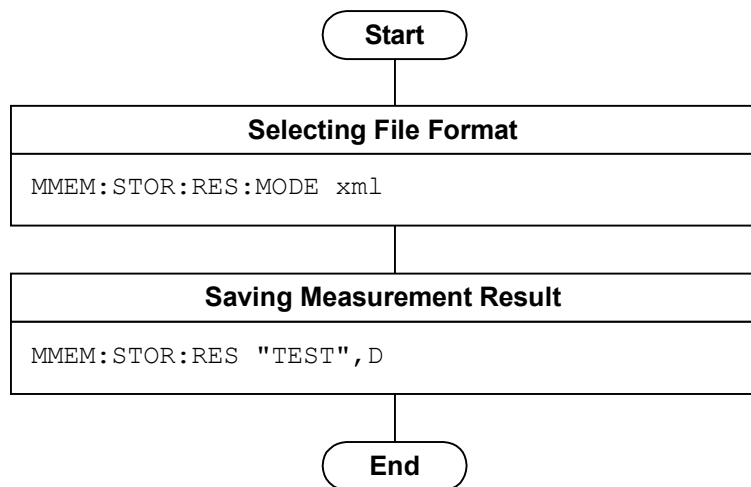 Start
Selecting File Format
MMEM:STOR:RES:MODE xml
Saving Measurement Result
MMEM:STOR:RES "TEST",D
End